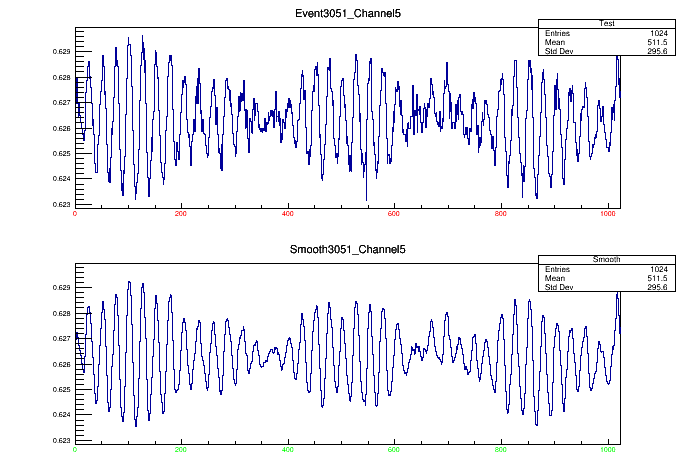 Event3051_Channel5
Test
Entries 1024
Mean 511.5
Std Dev 295.6
0.629
0.628
0.627
0.626
0.625
0.624
0.623
0 200 400 600 800 1000
Smooth3051_Channel5
Smooth
Entries 1024
Mean 511.5
Std Dev 295.6
0.629
0.628
0.627
0.626
0.625
0.624
0.623
0 200 400 600 800 1000